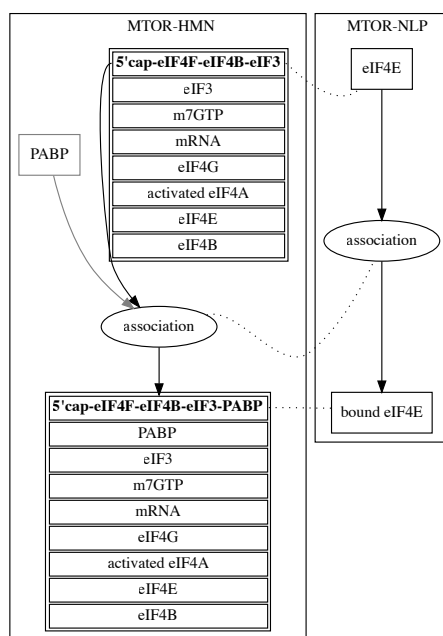 MTOR-HMN
5'cap-eIF4F-eIF4B-eIF3
eIF3
m7GTP
mRNA
eIF4G
activated eIF4A
eIF4E
eIF4B
PABP
association
5'cap-eIF4F-eIF4B-eIF3-PABP
PABP
eIF3
m7GTP
mRNA
eIF4G
activated eIF4A
eIF4E
eIF4B
MTOR-NLP
eIF4E
association
bound eIF4E